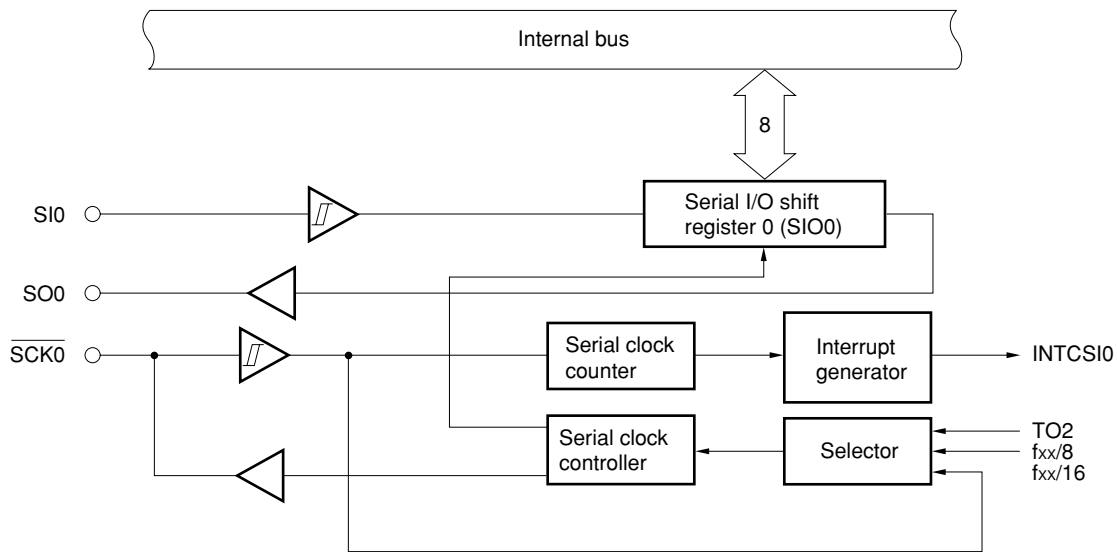 Internal bus
8
SI0
Serial I/O shift
register 0 (SIO0)
SO0
SCK0
Serial clock
counter
Interrupt
generator
INTCSI0
Serial clock
controller
Selector
TO2
fxx/8
fxx/16